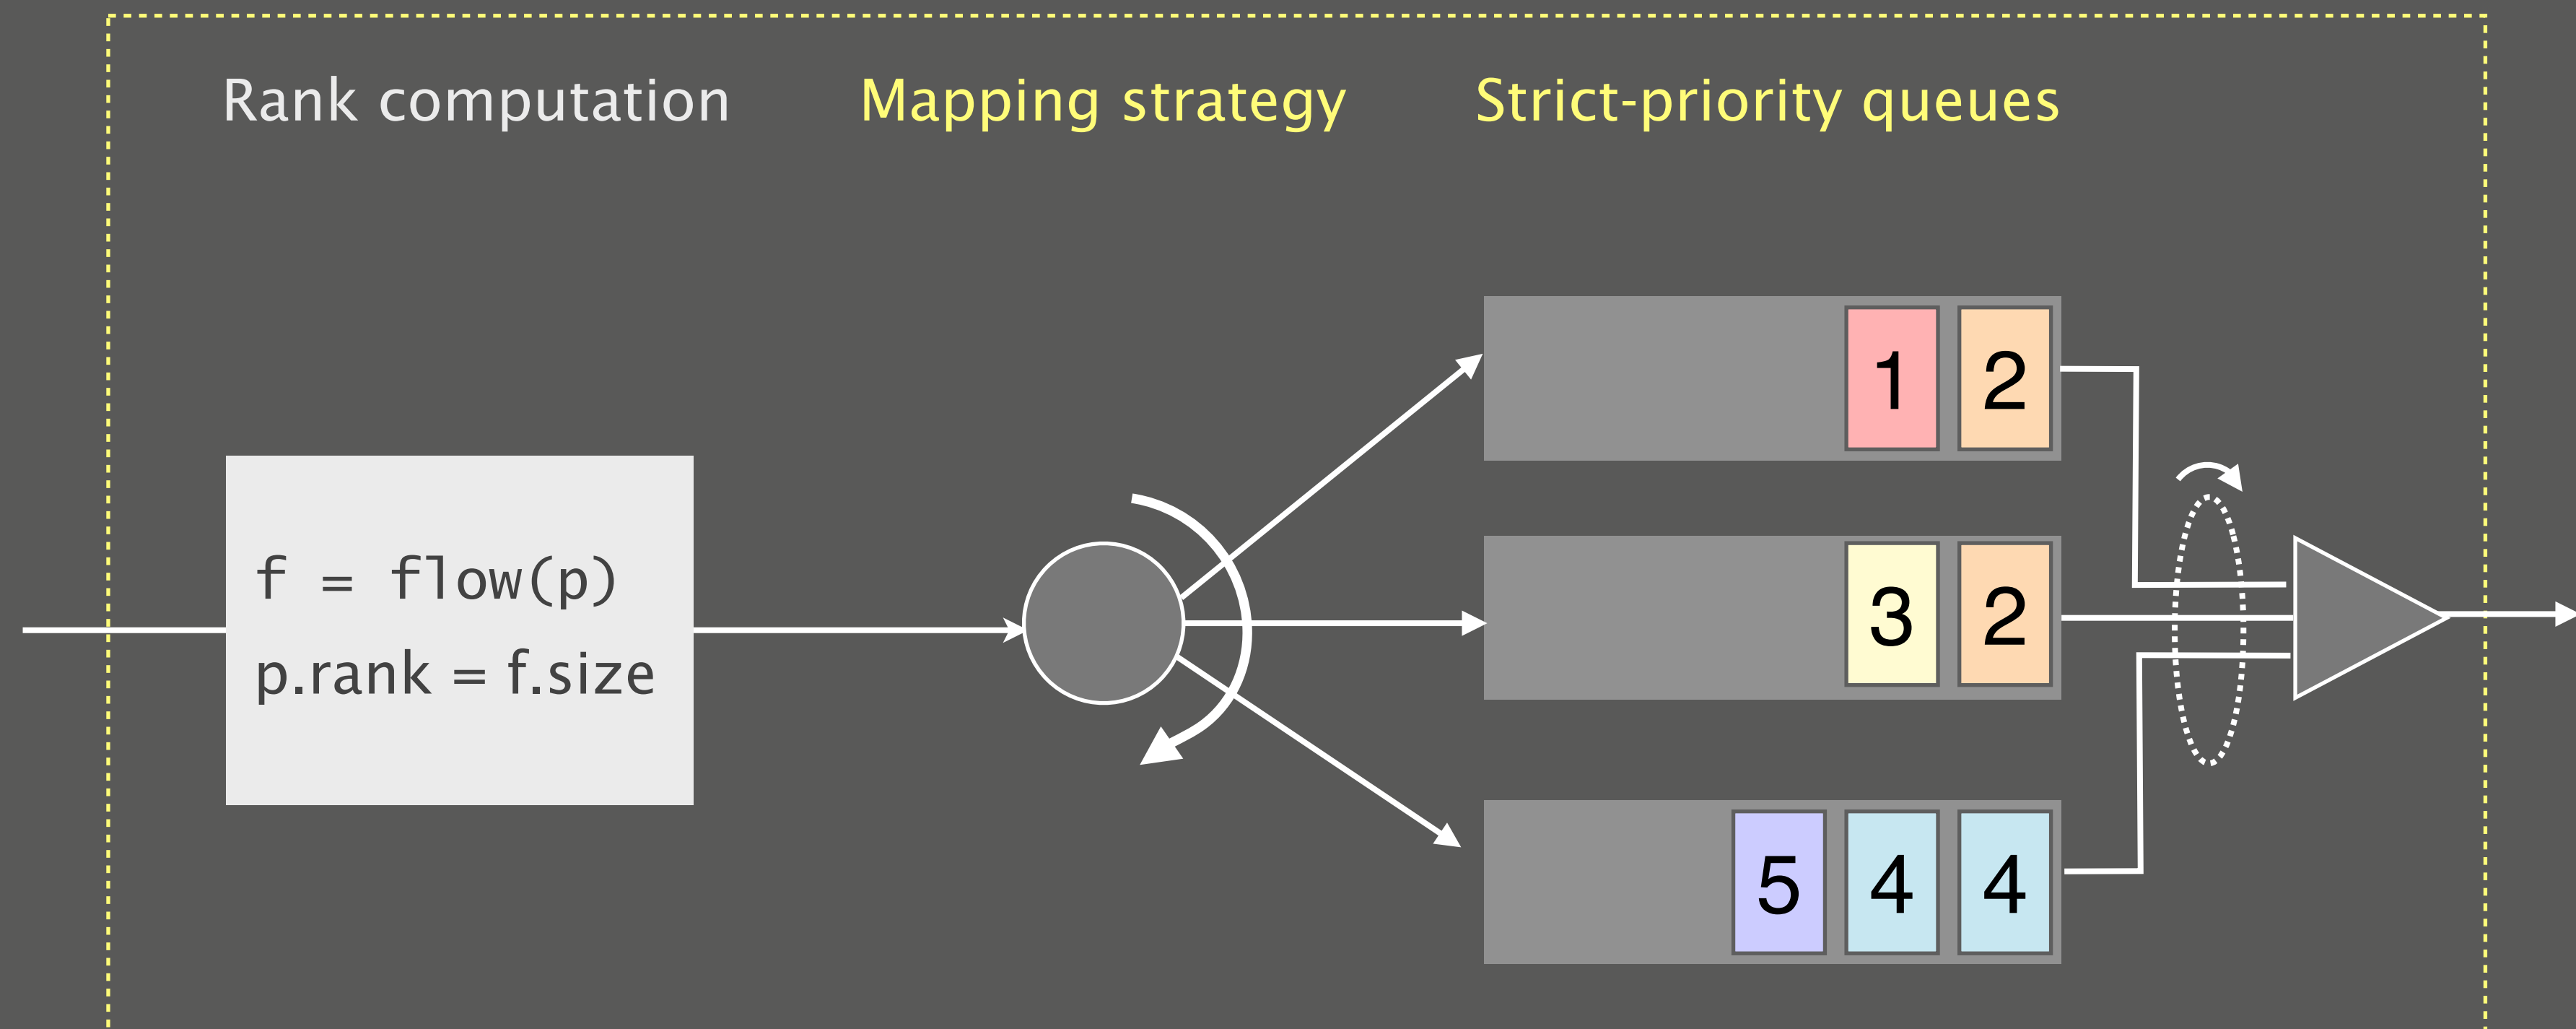 Rank computation
Mapping strategy
Strict-priority queues
1 2
f = flow(p)
p.rank = f.size
3 2
5 4 4